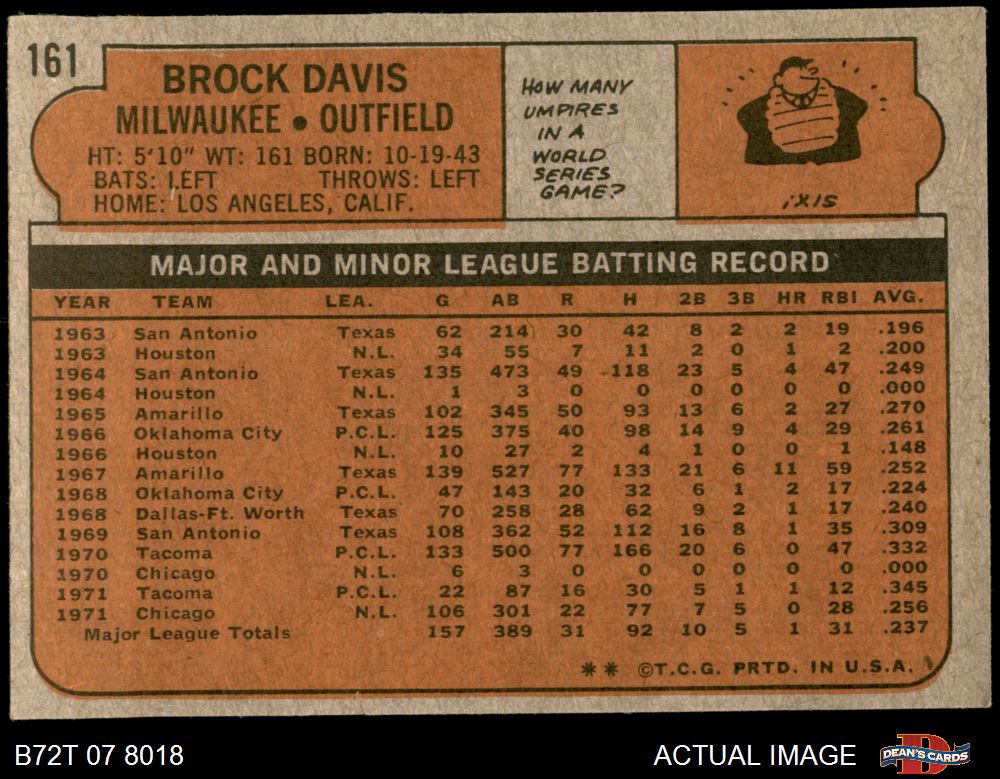 161
BROCK DAVIS
MILWAUKEE • OUTFIELD
HT: 5'10" WT: 161 BORN: 10-19-43
BATS: LEFT THROWS: LEFT
HOME: LOS ANGELES, CALIF.
HOW MANY
UMPIRES
IN A
WORLD
SERIES
GAME?
SIX.
MAJOR AND MINOR LEAGUE BATTING RECORD
YEAR TEAM LEA. G AB R H 2B 3B HR RBI AVG.
1963 San Antonio Texas 62 214 30 42 8 2 2 19 .196
1963 Houston N.L. 34 55 7 11 2 0 1 2 .200
1964 San Antonio Texas 135 473 49 118 23 5 4 47 .249
1964 Houston N.L. 1 3 0 0 0 0 0 0 .000
1965 Amarillo Texas 102 345 50 93 13 6 2 27 .270
1966 Oklahoma City P.C.L. 125 375 40 98 14 9 4 29 .261
1966 Houston N.L. 10 27 2 4 1 0 0 1 .148
1967 Amarillo Texas 139 527 77 133 21 6 11 59 .252
1968 Oklahoma City P.C.L. 47 143 20 32 6 1 2 17 .224
1968 Dallas-Ft. Worth Texas 70 258 28 62 9 2 1 17 .240
1969 San Antonio Texas 108 362 52 112 16 8 1 35 .309
1970 Tacoma P.C.L. 133 500 77 166 20 6 0 47 .332
1970 Chicago N.L. 6 3 0 0 0 0 0 0 .000
1971 Tacoma P.C.L. 22 87 16 30 5 1 1 12 .345
1971 Chicago N.L. 106 301 22 77 7 5 0 28 .256
Major League Totals 157 389 31 92 10 5 1 31 .237
** ©T.C.G. PRTD. IN U.S.A.
B72T 07 8018
ACTUAL IMAGE
DEAN'S CARDS